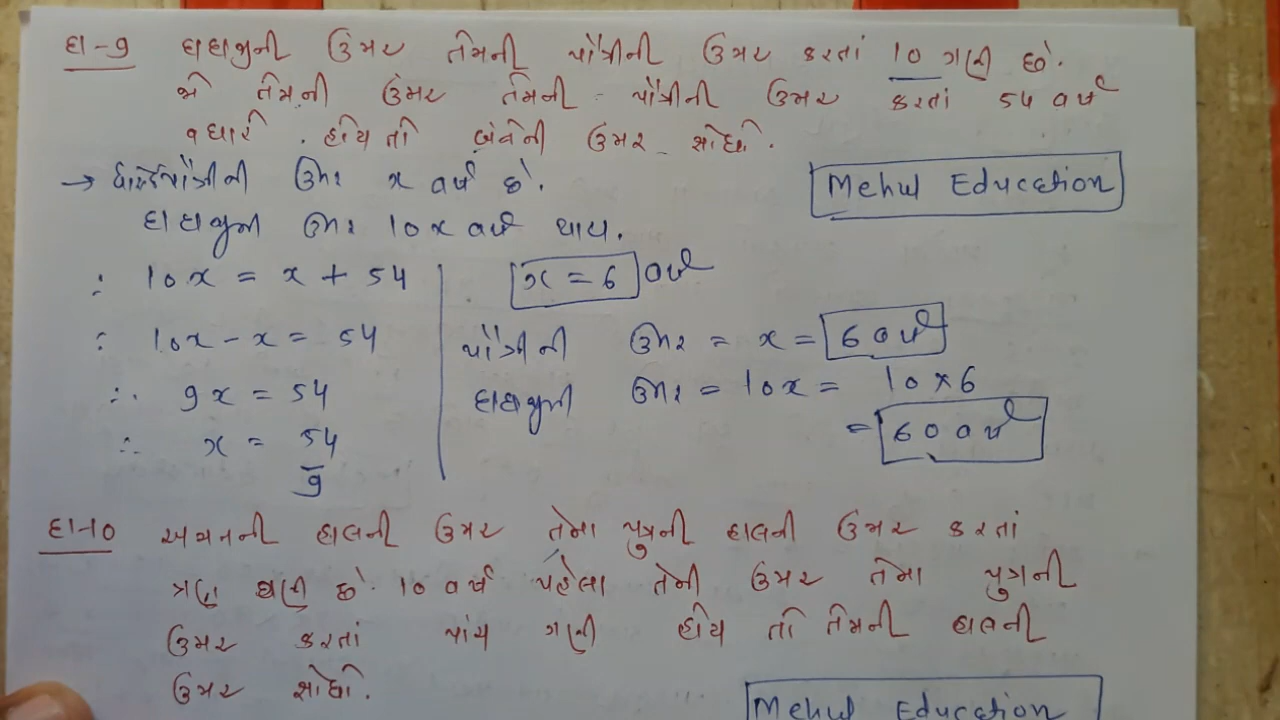 દા-9 દાદાજીની ઉંમર તેમની પૌત્રીની ઉંમર કરતાં 10 ગણી છે.
જો તેમની ઉંમર તેમની પૌત્રીની ઉંમર કરતાં 54 વર્ષ
વધારે હોય તો બંનેની ઉંમર શોધો.
→ પૌત્રીની ઉંમર x વર્ષ છે.
Mehul Education
દાદાજીની ઉંમર 10x વર્ષ થાય.
∴ 10x = x + 54
∴ 10x - x = 54
∴ 9x = 54
∴ x = 54/9
x = 6 વર્ષ
પૌત્રીની ઉંમર = x = 6 વર્ષ
દાદાજીની ઉંમર = 10x = 10 × 6
= 60 વર્ષ
દા-10 અવનની હાલની ઉંમર તેના પુત્રની હાલની ઉંમર કરતાં
ત્રણ ઘણી છે. 10 વર્ષ પહેલા તેની ઉંમર તેના પુત્રની
ઉંમર કરતાં પાંચ ગણી હોય તો તેમની હાલની
ઉંમર શોધો.
Mehul Education